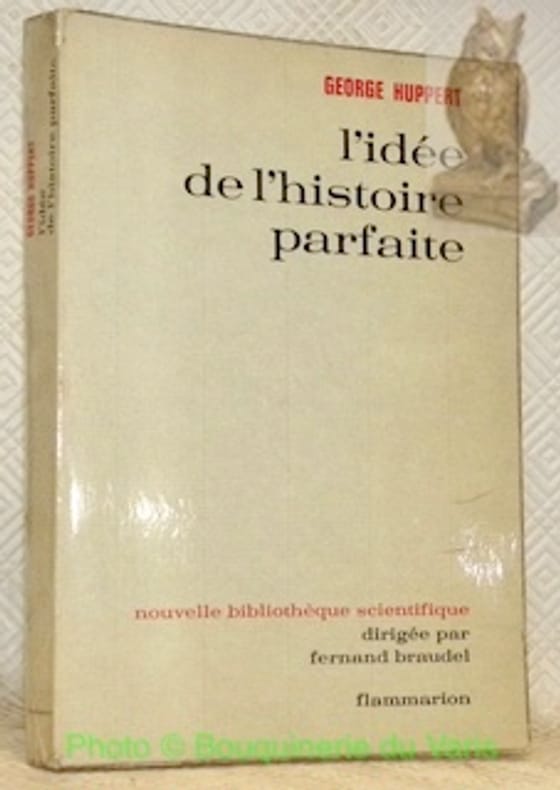 GEORGE HUPPERT
l'idée
de l'histoire
parfaite
nouvelle bibliothèque scientifique
dirigée par
fernand braudel
flammarion
GEORGE HUPPERT
l'idée
de l'histoire parfaite
Photo © Bouquinerie du Varis